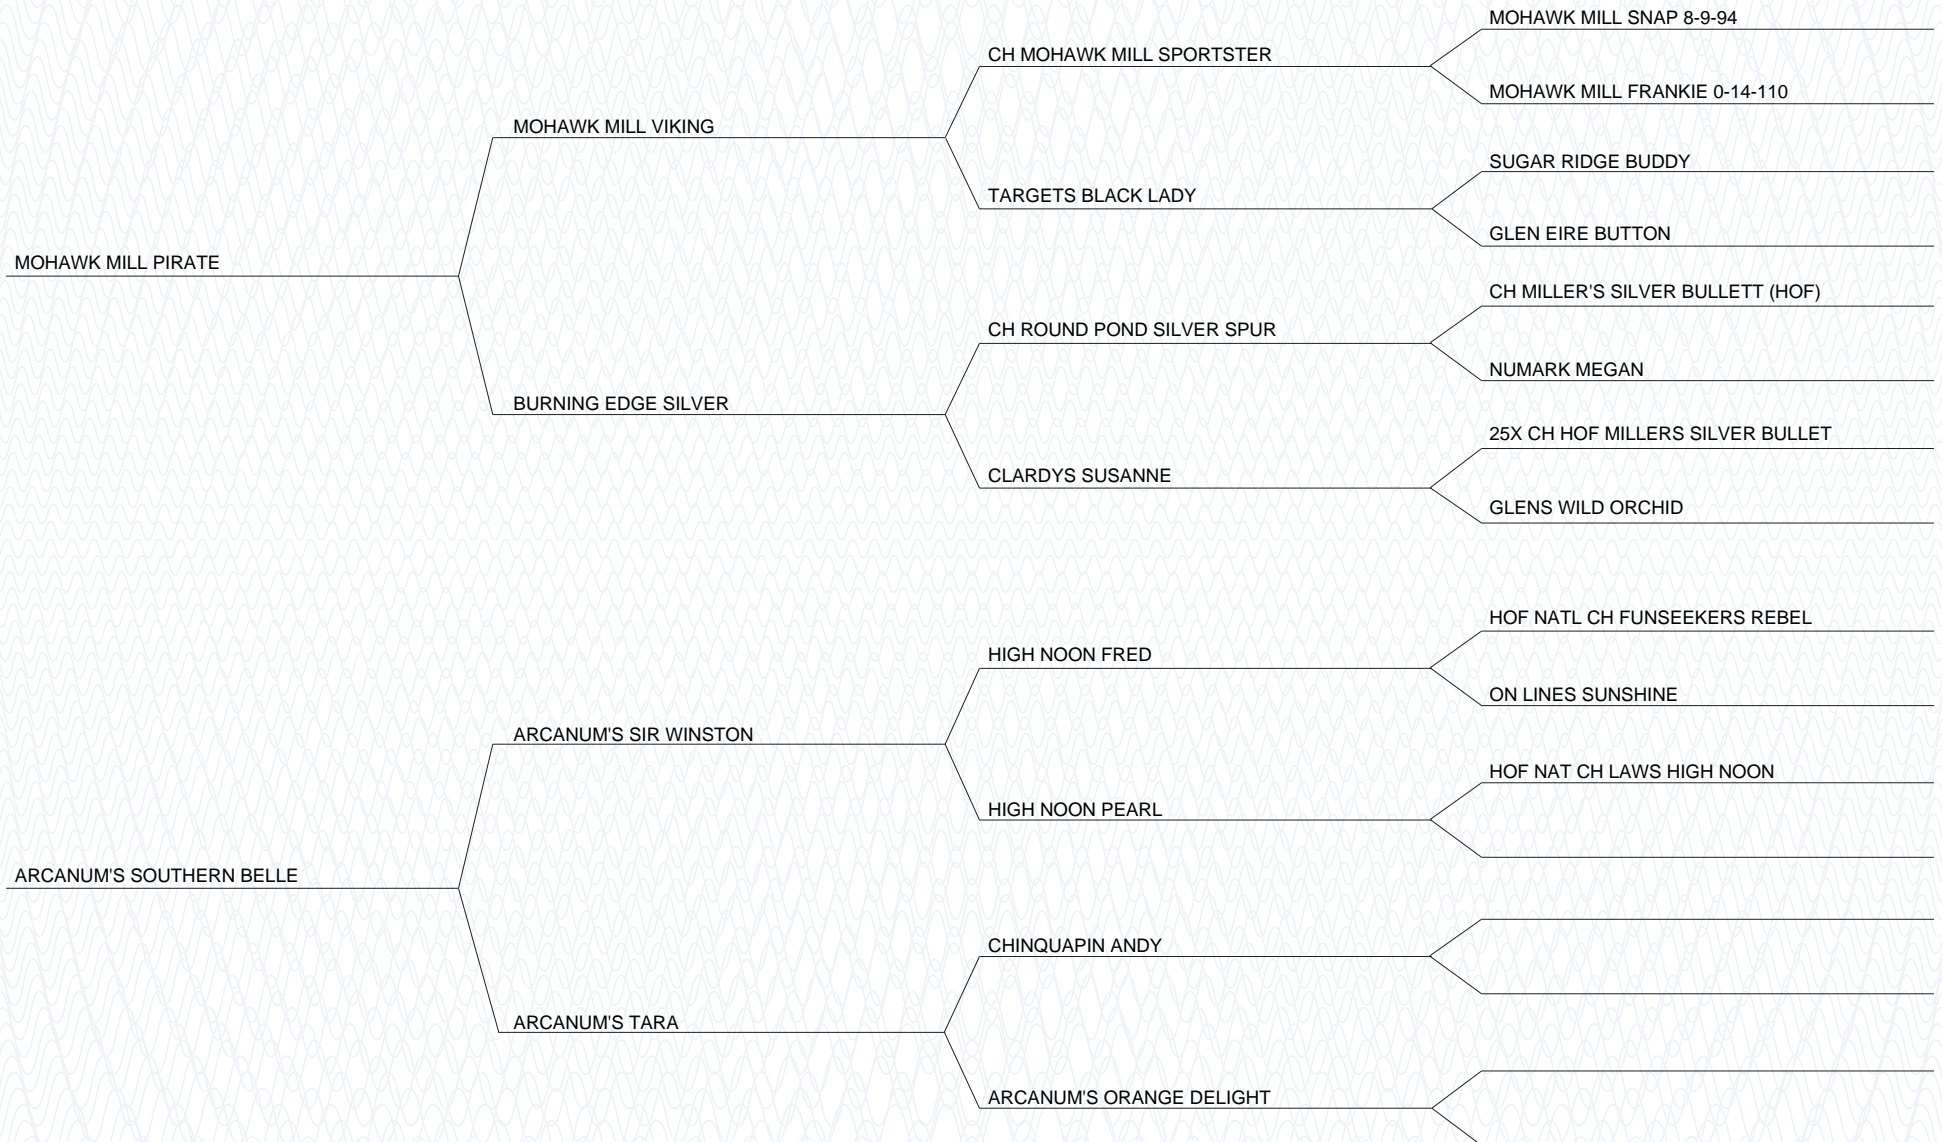 MOHAWK MILL SNAP 8-9-94
CH MOHAWK MILL SPORTSTER
MOHAWK MILL FRANKIE 0-14-110
MOHAWK MILL VIKING
SUGAR RIDGE BUDDY
TARGETS BLACK LADY
GLEN EIRE BUTTON
MOHAWK MILL PIRATE
CH MILLER'S SILVER BULLETT (HOF)
CH ROUND POND SILVER SPUR
NUMARK MEGAN
BURNING EDGE SILVER
25X CH HOF MILLERS SILVER BULLET
CLARDYS SUSANNE
GLENS WILD ORCHID
HOF NATL CH FUNSEEKERS REBEL
HIGH NOON FRED
ON LINES SUNSHINE
ARCANUM'S SIR WINSTON
HOF NAT CH LAWS HIGH NOON
HIGH NOON PEARL
ARCANUM'S SOUTHERN BELLE
CHINQUAPIN ANDY
ARCANUM'S TARA
ARCANUM'S ORANGE DELIGHT